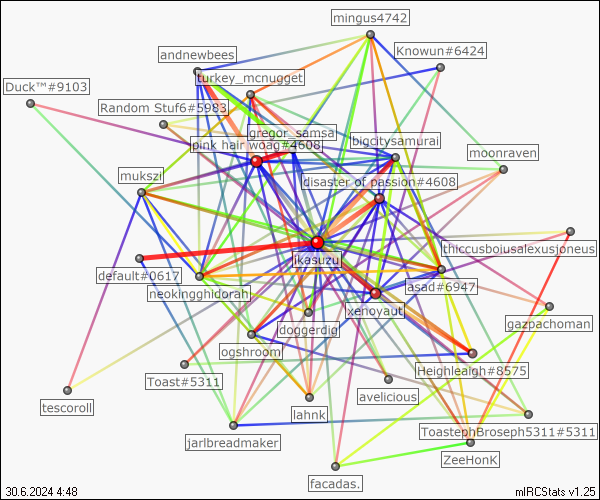 mingus4742
Knowun#6424
andnewbees
turkey_mcnugget
Duck™#9103
Random Stuf6#5983
gregor_samsa
pink hair woag#4608
bigcitysamurai
moonraven
mukszi
disaster of passion#4608
thiccusboiusalexusjoneus
ikasuzu
default#0617
asad#6947
neokingghidorah
xenoyaut
gazpachoman
doggerdig
ogshroom
Heighleaigh#8575
Toast#5311
avelicious
tescoroll
lahnk
ToastephBroseph5311#5311
jarlbreadmaker
ZeeHonK
facadas.
30.6.2024 4:48
mIRCStats v1.25